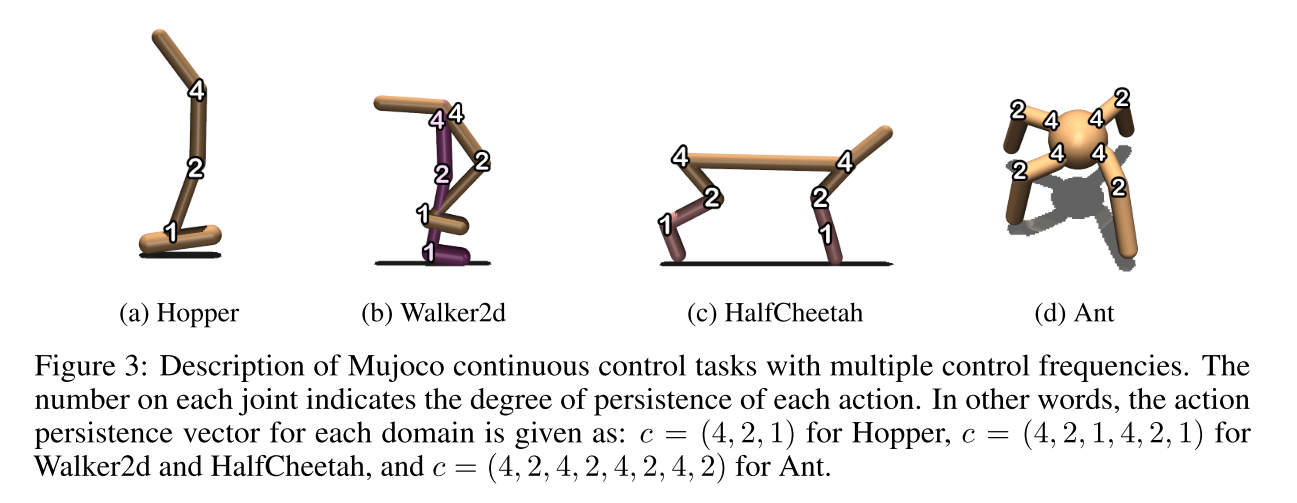 4
2
1
4 4
2 2
1
1
4 4
2 2
1 1
2 2
4 4
4 4
2 2
(a) Hopper (b) Walker2d (c) HalfCheetah (d) Ant
Figure 3: Description of Mujoco continuous control tasks with multiple control frequencies. The
number on each joint indicates the degree of persistence of each action. In other words, the action
persistence vector for each domain is given as: c = (4, 2, 1) for Hopper, c = (4, 2, 1, 4, 2, 1) for
Walker2d and HalfCheetah, and c = (4, 2, 4, 2, 4, 2, 4, 2) for Ant.